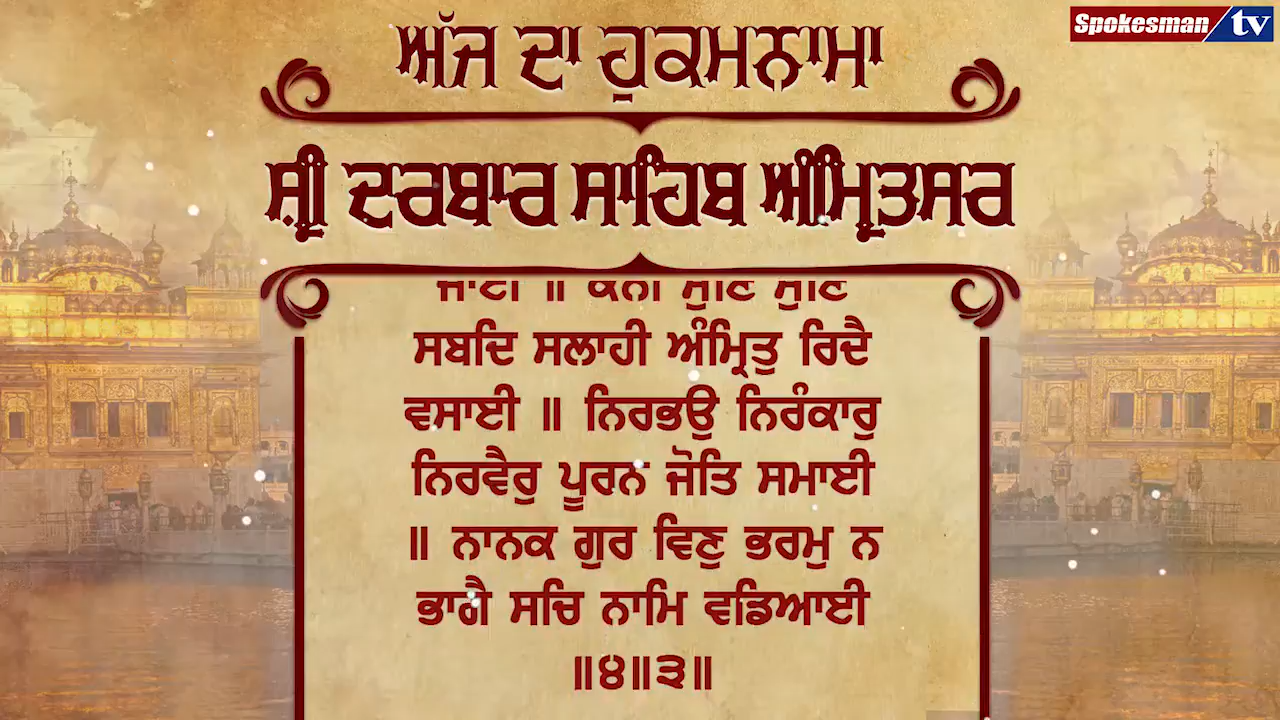 Spokesman tv
ਅੱਜ ਦਾ ਹੁਕਮਨਾਮਾ
ਸ਼੍ਰੀ ਦਰਬਾਰ ਸਾਹਿਬ ਅੰਮ੍ਰਿਤਸਰ
॥ ਕੰਨੀ ਸੁਣਿ ਸੁਣਿ
ਸਬਦਿ ਸਲਾਹੀ ਅੰਮ੍ਰਿਤੁ ਰਿਦੈ
ਵਸਾਈ ॥ ਨਿਰਭਉ ਨਿਰੰਕਾਰੁ
ਨਿਰਵੈਰੁ ਪੂਰਨ ਜੋਤਿ ਸਮਾਈ
॥ ਨਾਨਕ ਗੁਰ ਵਿਣੁ ਭਰਮੁ ਨ
ਭਾਗੈ ਸਚਿ ਨਾਮਿ ਵਡਿਆਈ
॥੪॥੩॥